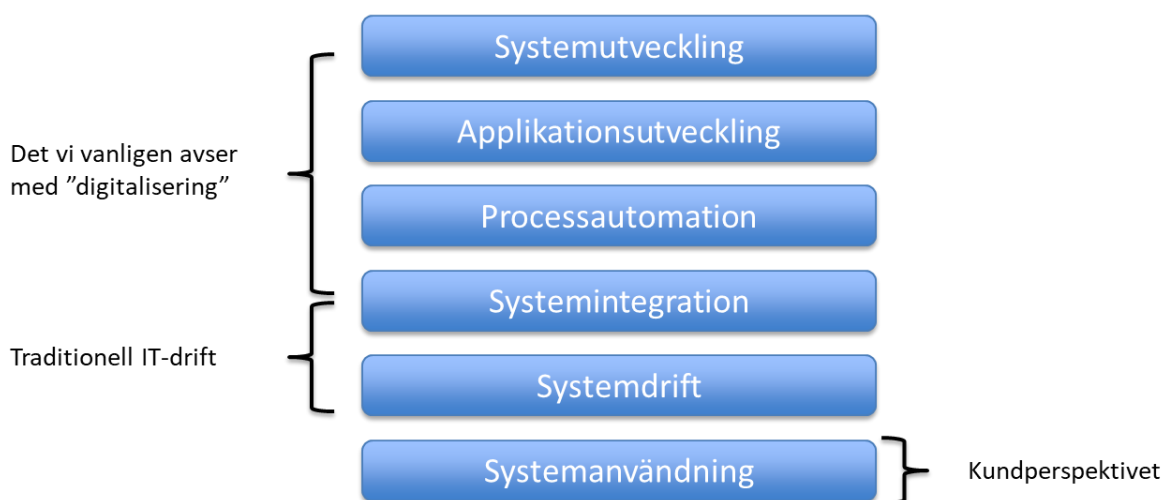 Systemutveckling
Applikationsutveckling
Det vi vanligen avser
med ”digitalisering”
Processautomation
Systemintegration
Traditionell IT-drift
Systemdrift
Systemanvändning
Kundperspektivet